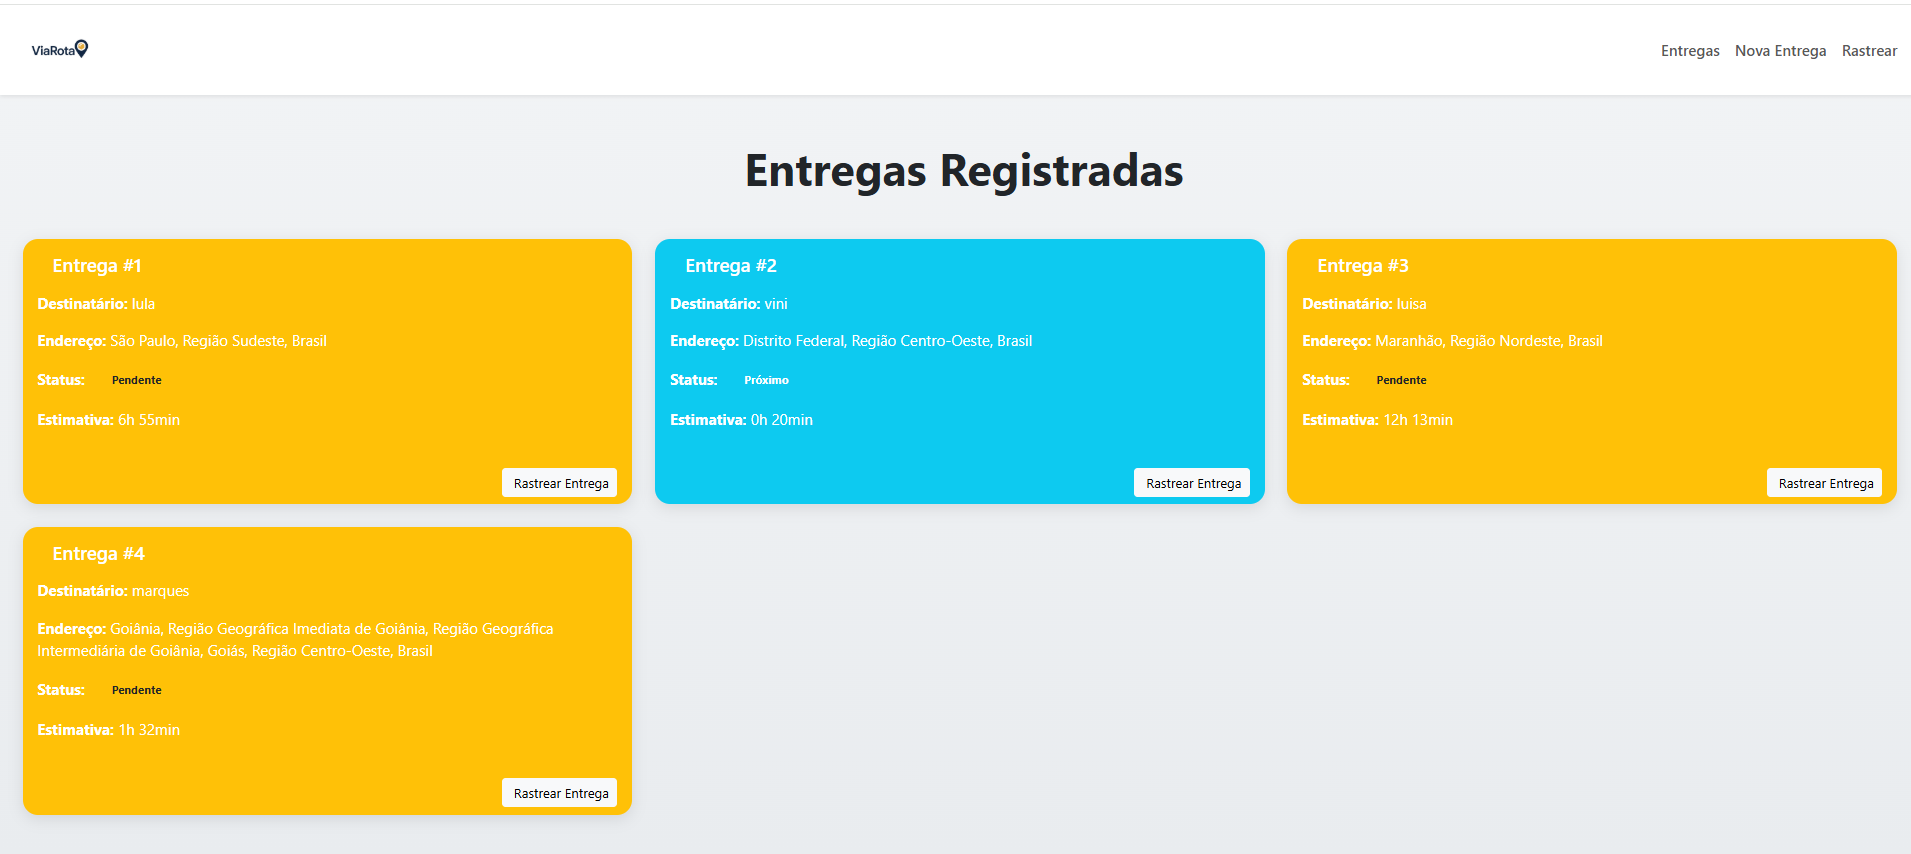 ViaRota
Entregas Nova Entrega Rastrear
Entregas Registradas
Entrega #1
Destinatário: lula
Endereço: São Paulo, Região Sudeste, Brasil
Status: Pendente
Estimativa: 6h 55min
Rastrear Entrega
Entrega #2
Destinatário: vini
Endereço: Distrito Federal, Região Centro-Oeste, Brasil
Status: Próximo
Estimativa: 0h 20min
Rastrear Entrega
Entrega #3
Destinatário: luisa
Endereço: Maranhão, Região Nordeste, Brasil
Status: Pendente
Estimativa: 12h 13min
Rastrear Entrega
Entrega #4
Destinatário: marques
Endereço: Goiânia, Região Geográfica Imediata de Goiânia, Região Geográfica
Intermediária de Goiânia, Goiás, Região Centro-Oeste, Brasil
Status: Pendente
Estimativa: 1h 32min
Rastrear Entrega